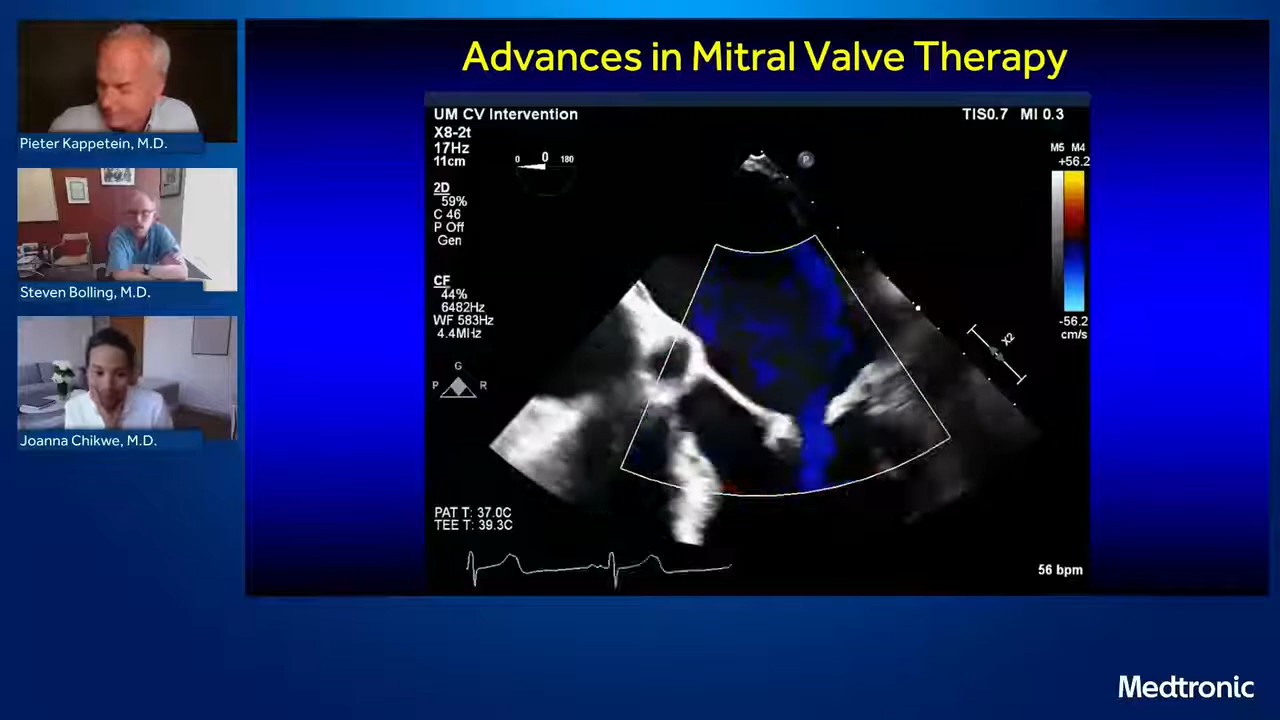 Advances in Mitral Valve Therapy
Pieter Kappetein, M.D.
Steven Bolling, M.D.
Joanna Chikwe, M.D.
UM CV Intervention
TIS0.7 MI 0.3
X8-2t
17Hz
11cm
0 0 180
P
M5 M4
+56.2
2D
59%
C 46
P Off
Gen
CF
44%
6482Hz
WF 583Hz
4.4MHz
-56.2
cm/s
X2
G
P R
PAT T: 37.0C
TEE T: 39.3C
56 bpm
Medtronic